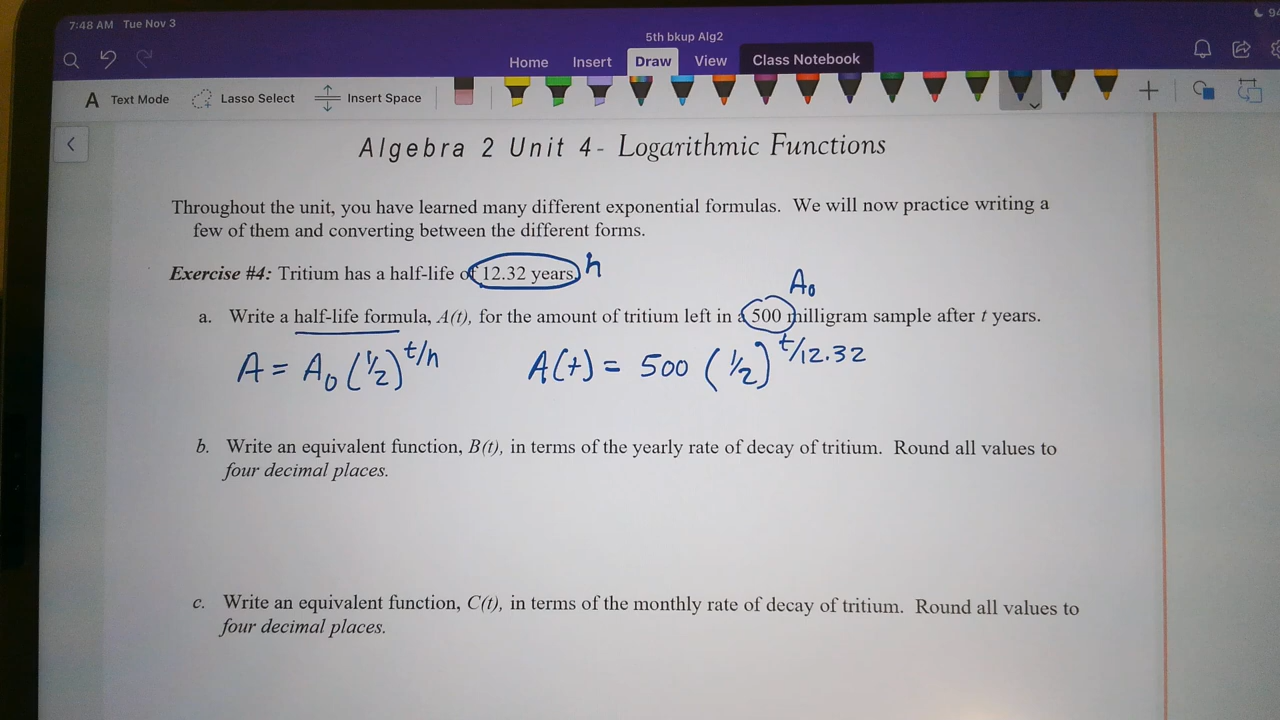 7:48 AM Tue Nov 3
94
5th bkup Alg2
Home Insert Draw View Class Notebook
A Text Mode Lasso Select Insert Space
Algebra 2 Unit 4- Logarithmic Functions
Throughout the unit, you have learned many different exponential formulas. We will now practice writing a
few of them and converting between the different forms.
Exercise #4: Tritium has a half-life of 12.32 years. h
A₀
a. Write a half-life formula, A(t), for the amount of tritium left in a 500 milligram sample after t years.
A = A₀ (1/2)^t/h A(t) = 500 (1/2)^t/12.32
b. Write an equivalent function, B(t), in terms of the yearly rate of decay of tritium. Round all values to
four decimal places.
c. Write an equivalent function, C(t), in terms of the monthly rate of decay of tritium. Round all values to
four decimal places.